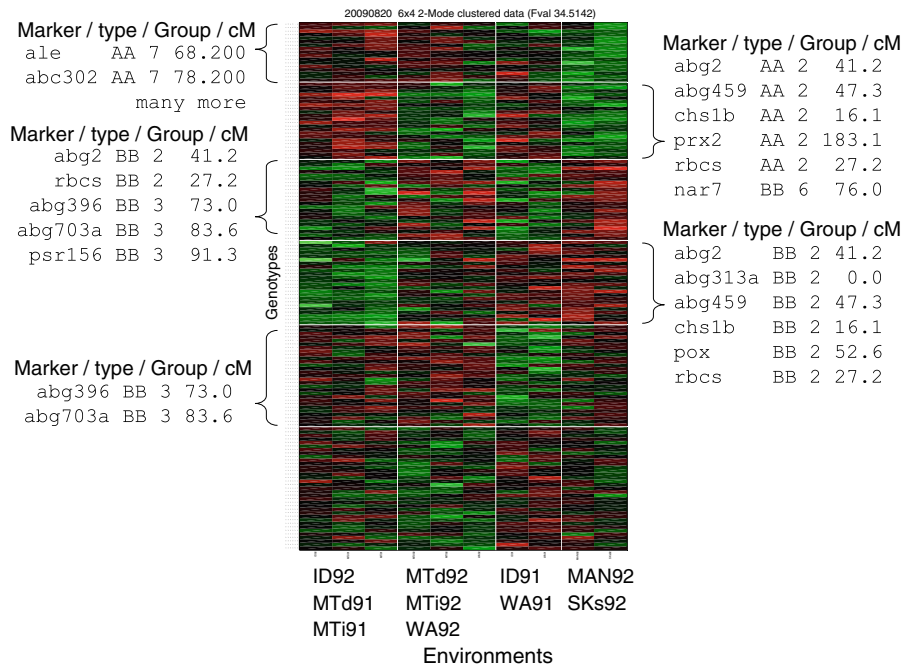 20090820 6x4 2-Mode clustered data (Fval 34.5142)
Marker / type / Group / cM
ale AA 7 68.200
abc302 AA 7 78.200
many more
Marker / type / Group / cM
abg2 BB 2 41.2
rbcs BB 2 27.2
abg396 BB 3 73.0
abg703a BB 3 83.6
psr156 BB 3 91.3
Marker / type / Group / cM
abg396 BB 3 73.0
abg703a BB 3 83.6
Genotypes
Marker / type / Group / cM
abg2 AA 2 41.2
abg459 AA 2 47.3
chs1b AA 2 16.1
prx2 AA 2 183.1
rbcs AA 2 27.2
nar7 BB 6 76.0
Marker / type / Group / cM
abg2 BB 2 41.2
abg313a BB 2 0.0
abg459 BB 2 47.3
chs1b BB 2 16.1
pox BB 2 52.6
rbcs BB 2 27.2
ID92 MTd92 ID91 MAN92
MTd91 MTi92 WA91 SKs92
MTi91 WA92
Environments